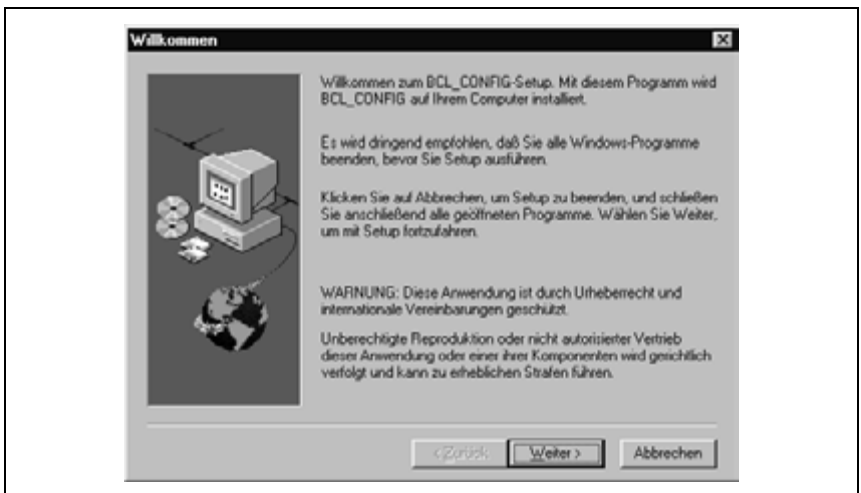 Willkommen
Willkommen zum BCL_CONFIG-Setup. Mit diesem Programm wird
BCL_CONFIG auf Ihrem Computer installiert.
Es wird dringend empfohlen, daß Sie alle Windows-Programme
beenden, bevor Sie Setup ausführen.
Klicken Sie auf Abbrechen, um Setup zu beenden, und schließen
Sie anschließend alle geöffneten Programme. Wählen Sie Weiter,
um mit Setup fortzufahren.
WARNUNG: Diese Anwendung ist durch Urheberrecht und
internationale Vereinbarungen geschützt.
Unberechtigte Reproduktion oder nicht autorisierter Vertrieb
dieser Anwendung oder einer ihrer Komponenten wird gerichtlich
verfolgt und kann zu erheblichen Strafen führen.
< Zurück Weiter > Abbrechen